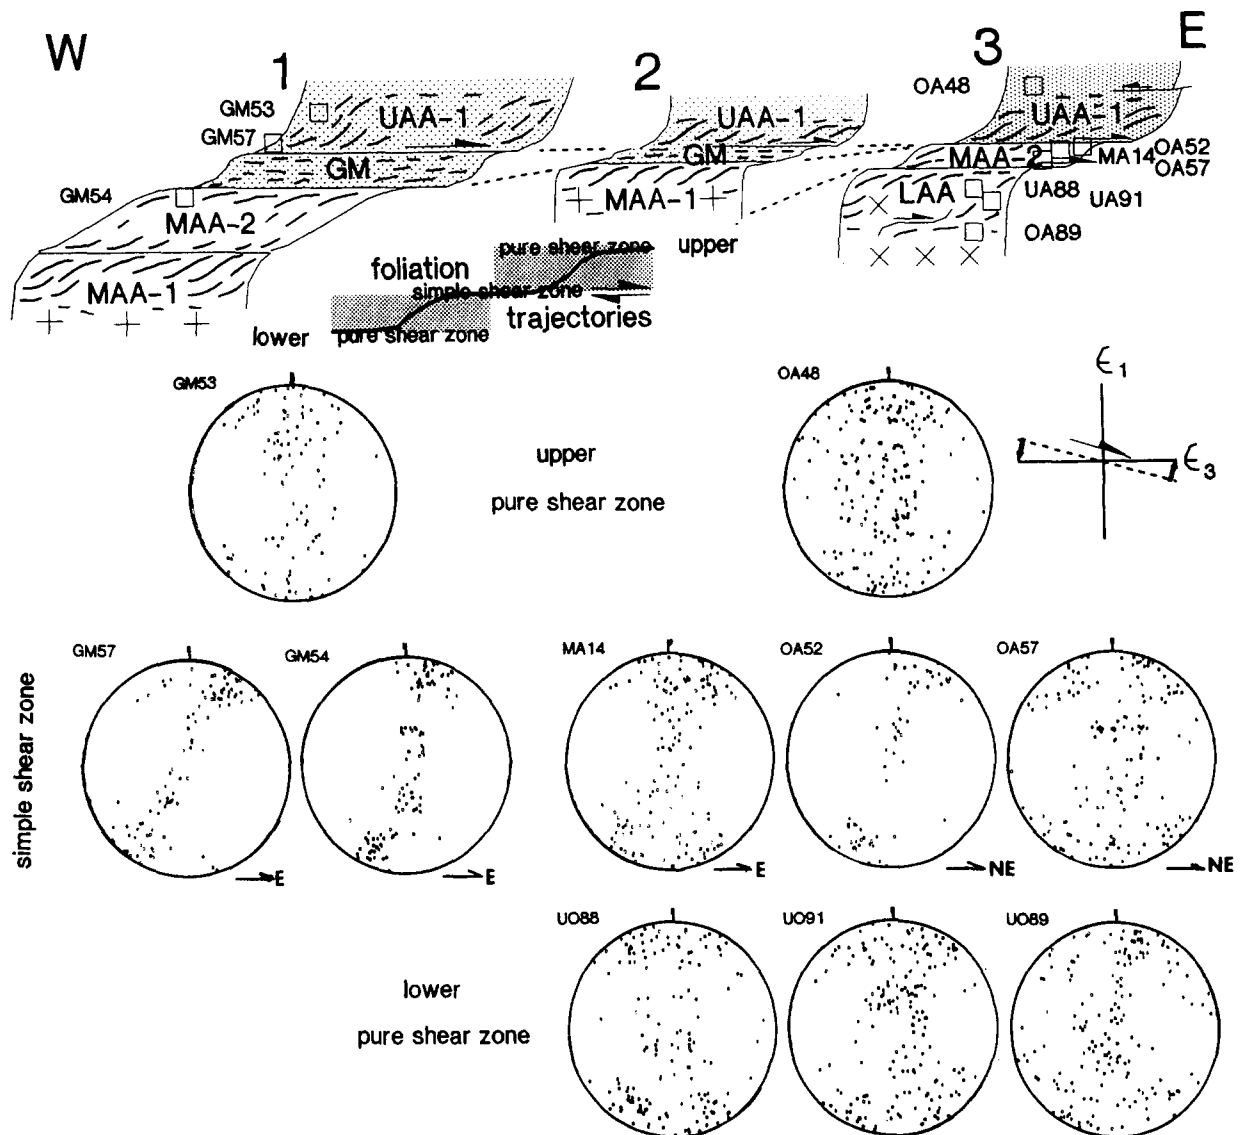 W
1
2
3
E
GM53
GM57
UAA-1
GM
GM54
MAA-2
MAA-1
UAA-1
GM
MAA-1
OA48
UAA-1
MAA-2
OA52
MA14
OA57
LAA
UA88
UA91
OA89
pure shear zone upper
foliation
simple shear zone
trajectories
lower pure shear zone
GM53
OA48
ϵ1
ϵ3
upper
pure shear zone
simple shear zone
GM57
GM54
MA14
OA52
OA57
E
E
E
NE
NE
UO88
UO91
UO89
lower
pure shear zone